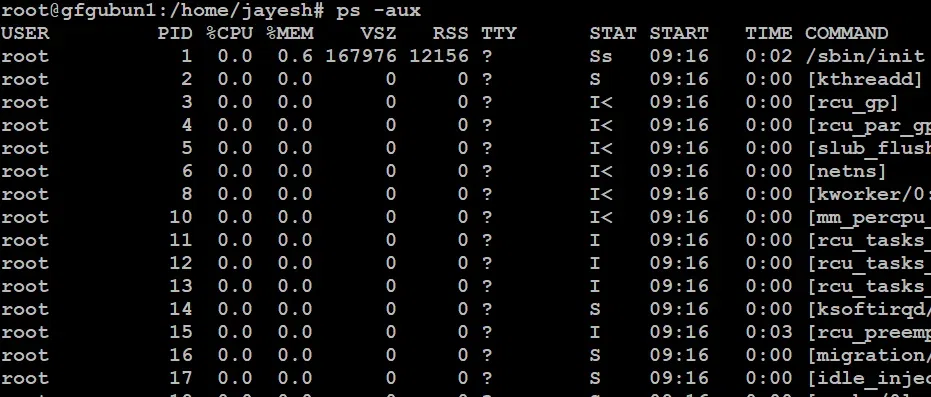 root@gfgubun1:/home/jayesh# ps -aux
USER PID %CPU %MEM VSZ RSS TTY STAT START TIME COMMAND
root 1 0.0 0.6 167976 12156 ? Ss 09:16 0:02 /sbin/init
root 2 0.0 0.0 0 0 ? S 09:16 0:00 [kthreadd]
root 3 0.0 0.0 0 0 ? I< 09:16 0:00 [rcu_gp]
root 4 0.0 0.0 0 0 ? I< 09:16 0:00 [rcu_par_gp
root 5 0.0 0.0 0 0 ? I< 09:16 0:00 [slub_flush
root 6 0.0 0.0 0 0 ? I< 09:16 0:00 [netns]
root 8 0.0 0.0 0 0 ? I< 09:16 0:00 [kworker/0:
root 10 0.0 0.0 0 0 ? I< 09:16 0:00 [mm_percpu_
root 11 0.0 0.0 0 0 ? I 09:16 0:00 [rcu_tasks_
root 12 0.0 0.0 0 0 ? I 09:16 0:00 [rcu_tasks_
root 13 0.0 0.0 0 0 ? I 09:16 0:00 [rcu_tasks_
root 14 0.0 0.0 0 0 ? S 09:16 0:00 [ksoftirqd/
root 15 0.0 0.0 0 0 ? I 09:16 0:03 [rcu_preemp
root 16 0.0 0.0 0 0 ? S 09:16 0:00 [migration/
root 17 0.0 0.0 0 0 ? S 09:16 0:00 [idle_injec